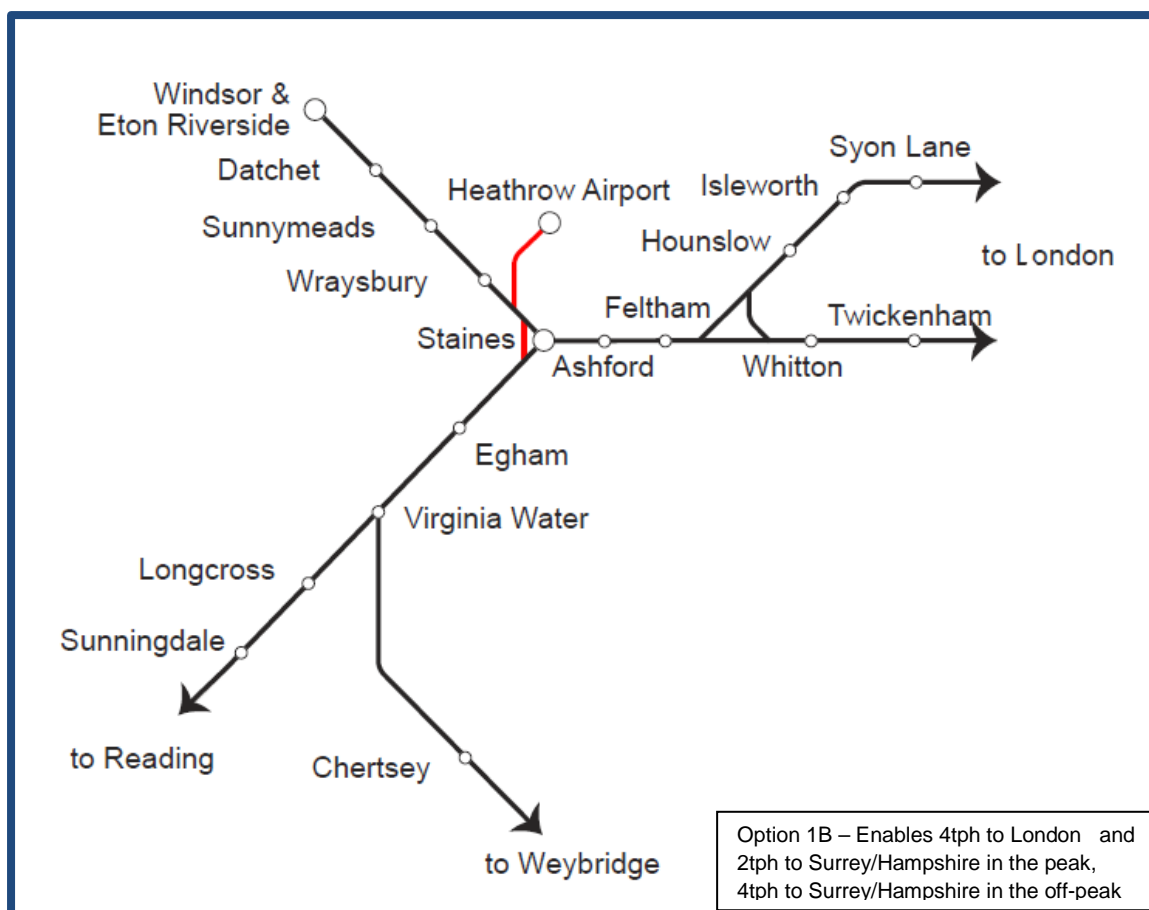 Windsor &
Eton Riverside
Datchet
Sunnymeads
Wraysbury
Heathrow Airport
Syon Lane
Isleworth
Hounslow
to London
Feltham
Twickenham
Staines
Ashford
Whitton
Egham
Virginia Water
Longcross
Sunningdale
to Reading
Chertsey
to Weybridge
Option 1B – Enables 4tph to London and
2tph to Surrey/Hampshire in the peak,
4tph to Surrey/Hampshire in the off-peak